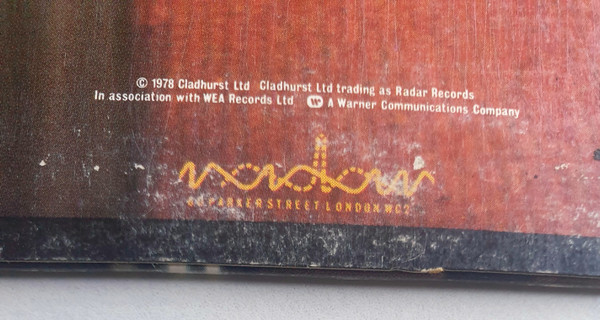 © 1978 Cladhurst Ltd Cladhurst Ltd trading as Radar Records
In association with WEA Records Ltd W A Warner Communications Company
PARKER STREET LONDON WC2